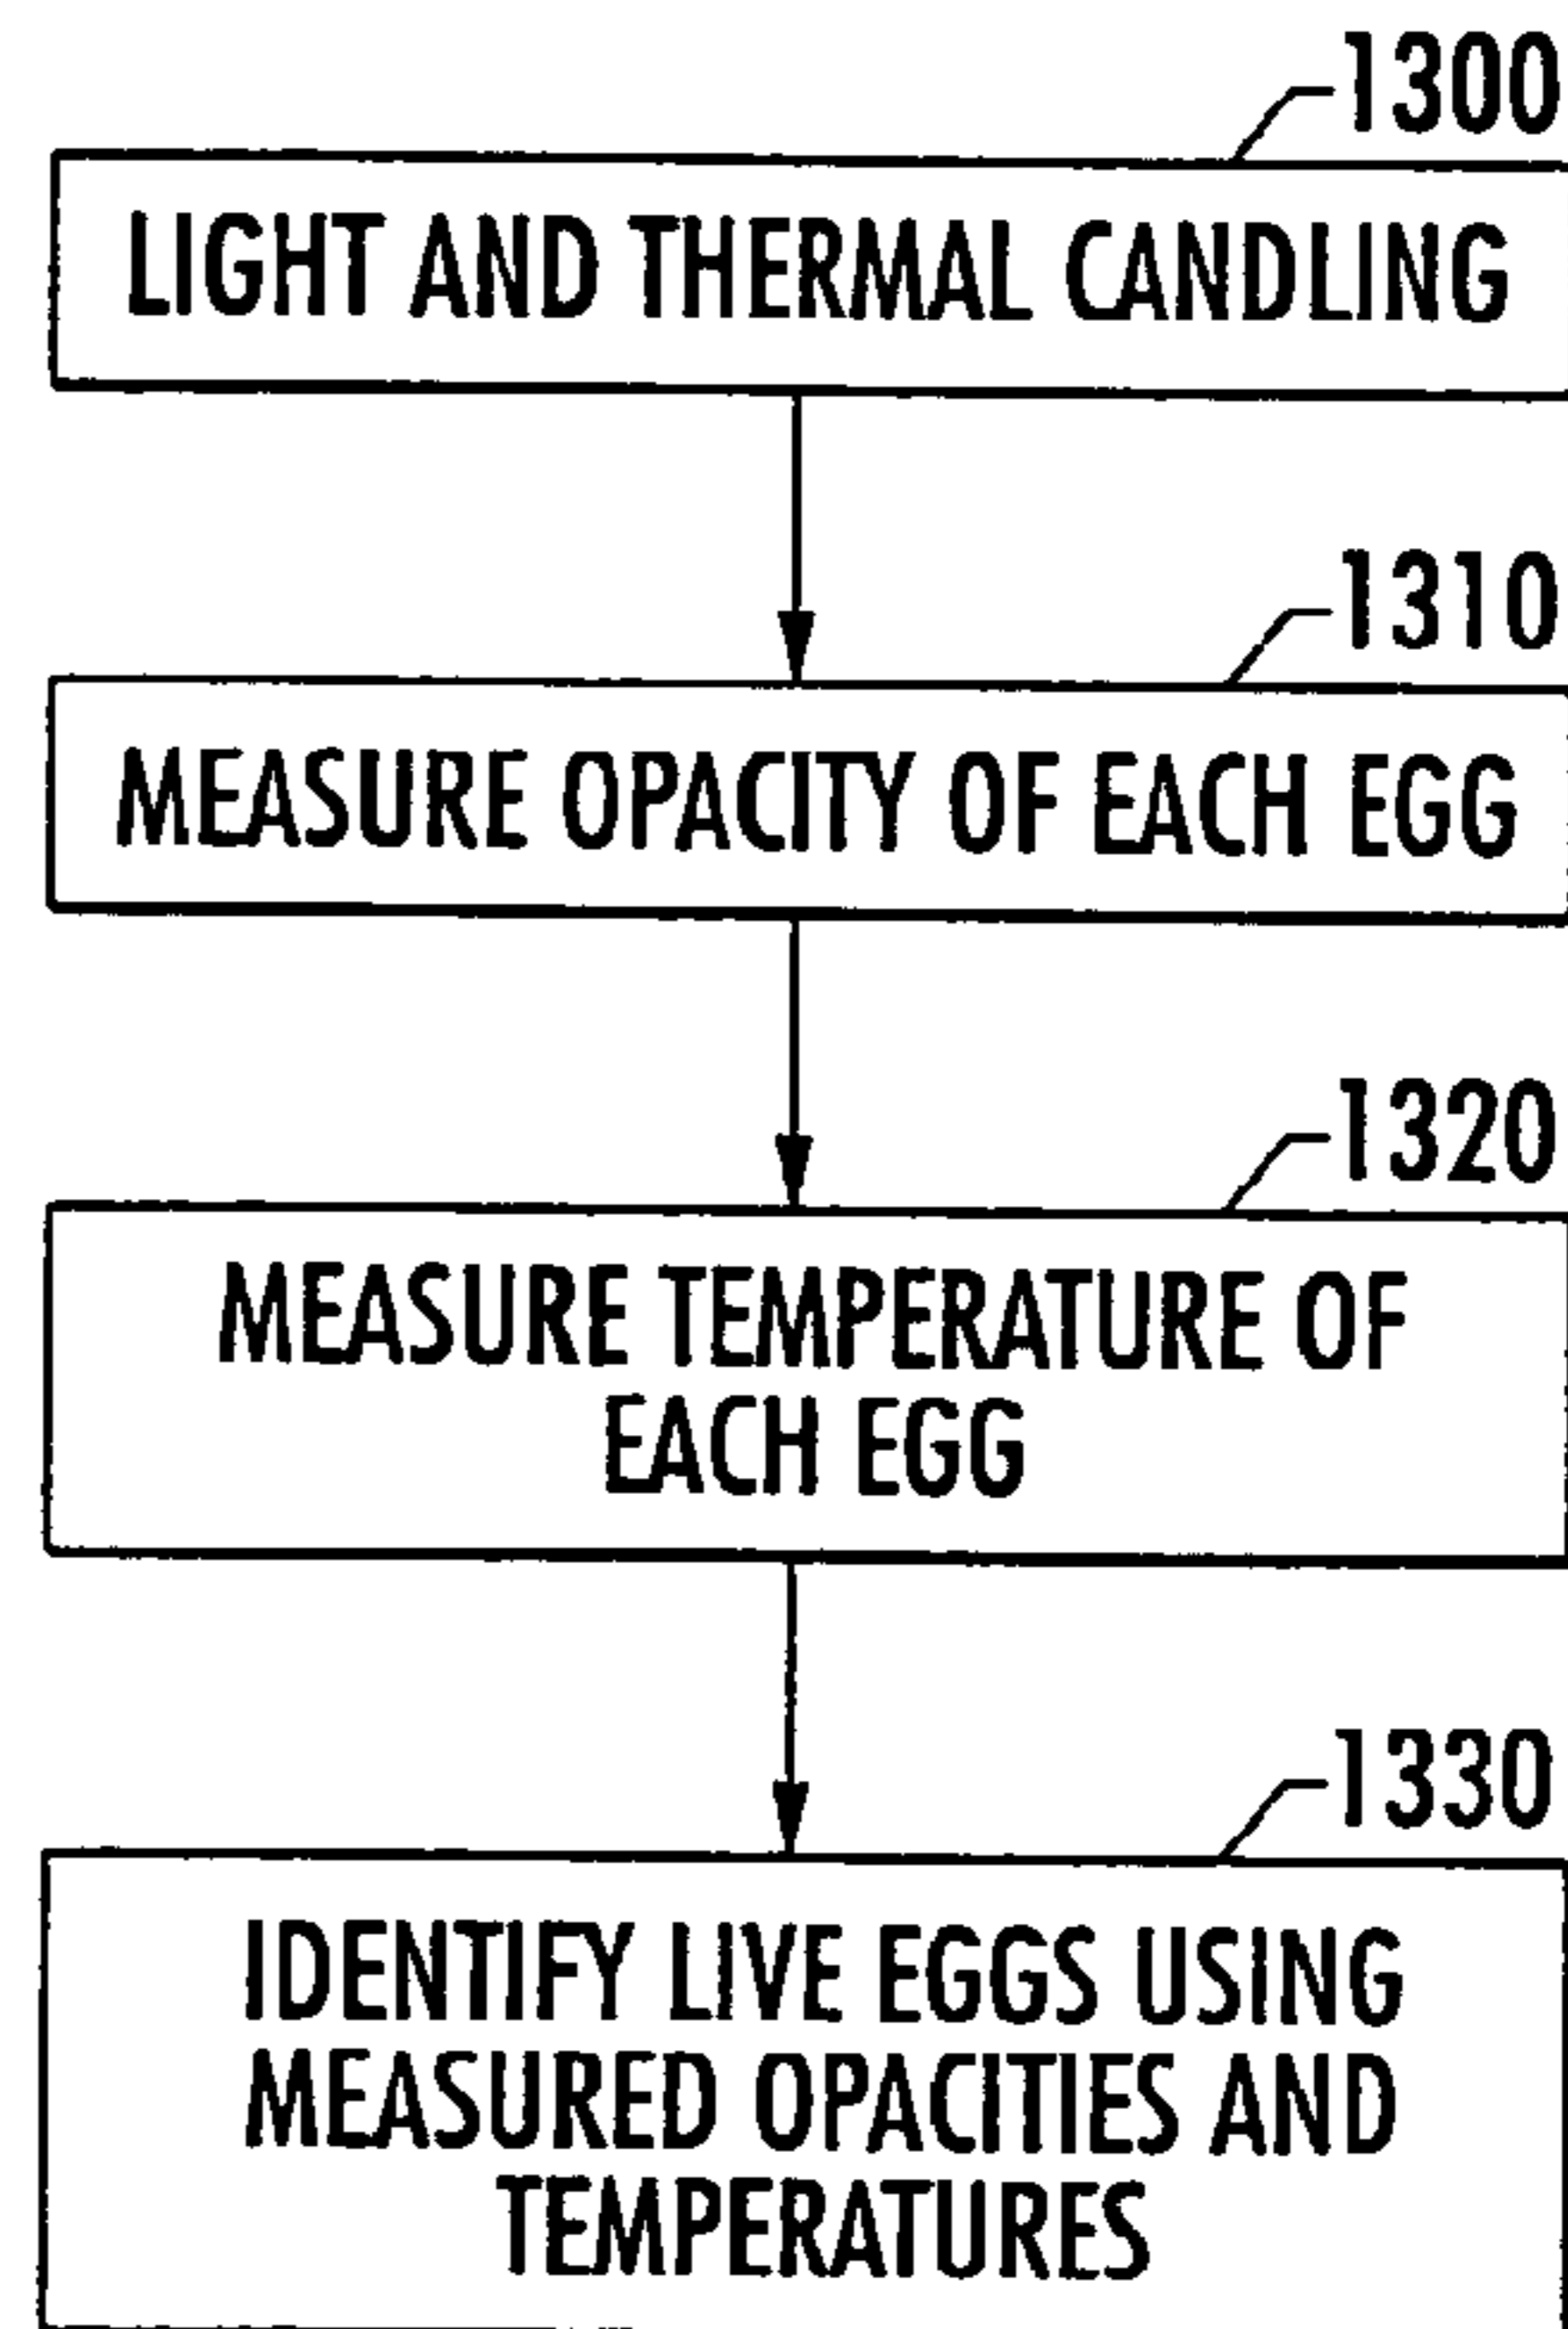 1300
LIGHT AND THERMAL CANDLING
1310
MEASURE OPACITY OF EACH EGG
1320
MEASURE TEMPERATURE OF
EACH EGG
1330
IDENTIFY LIVE EGGS USING
MEASURED OPACITIES AND
TEMPERATURES